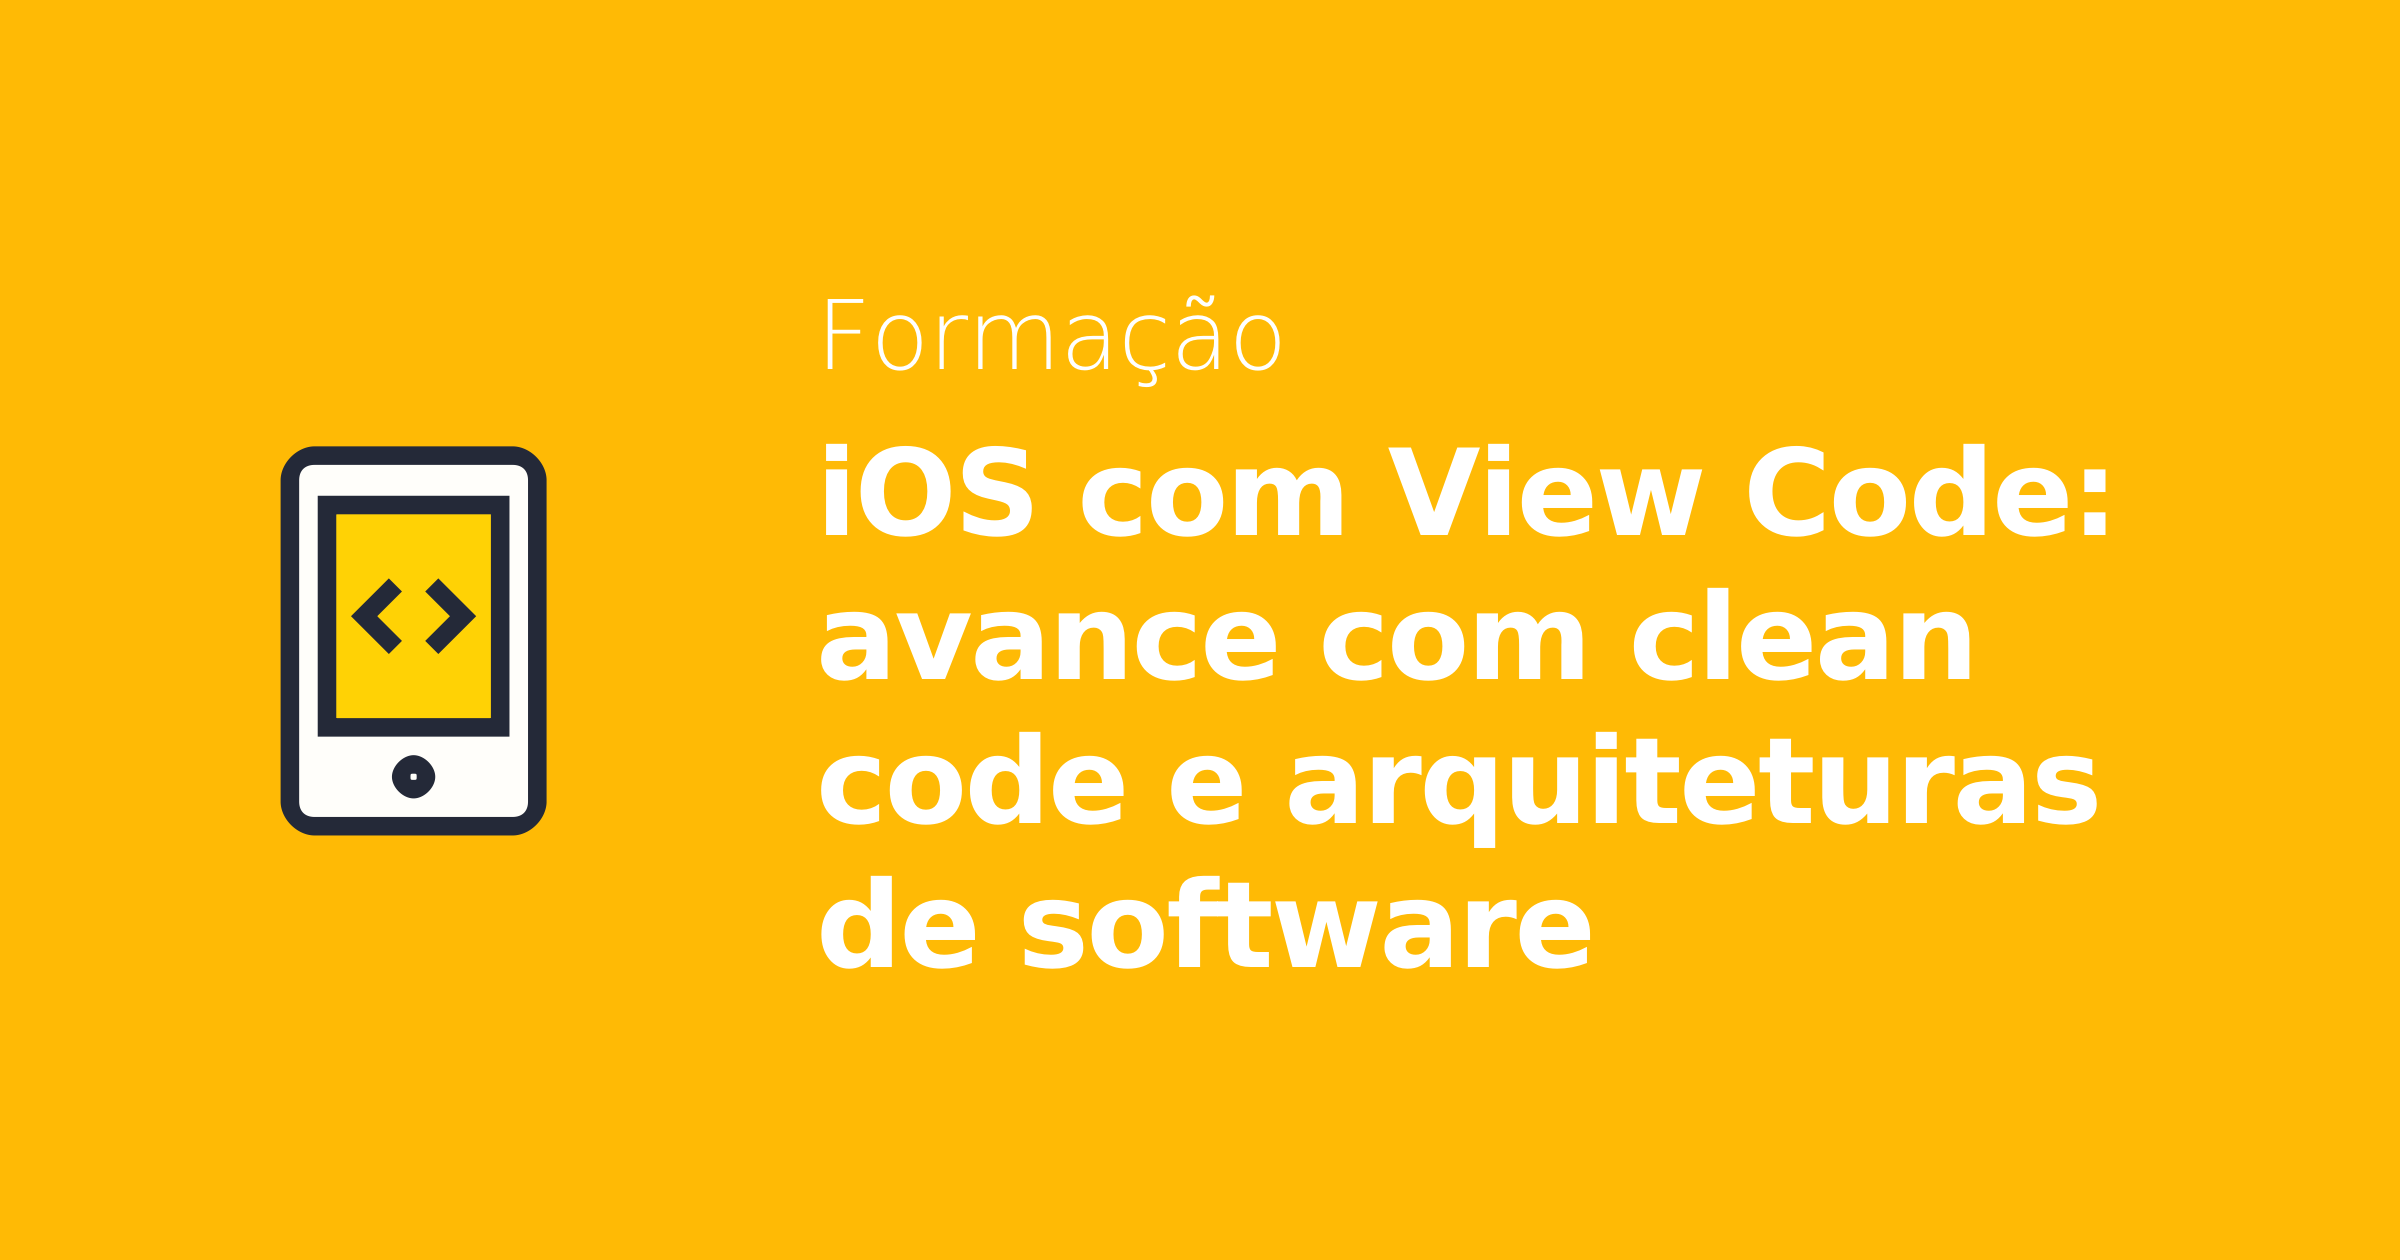 Formação
iOS com View Code:
avance com clean
code e arquiteturas
de software